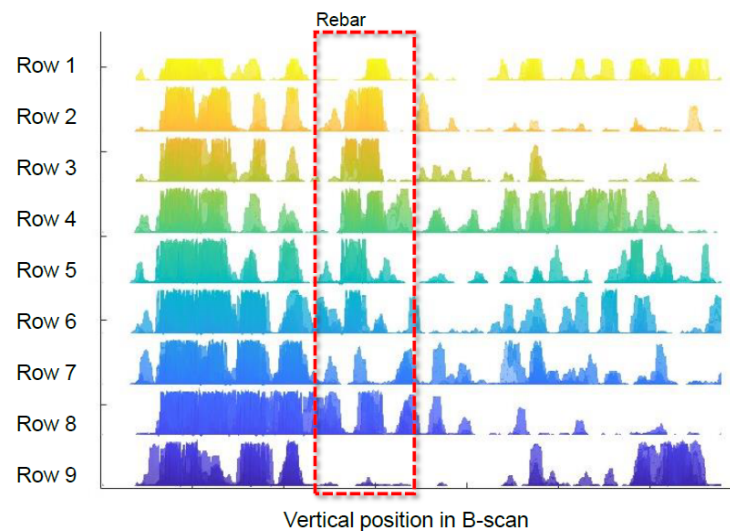 Rebar
Row 1
Row 2
Row 3
Row 4
Row 5
Row 6
Row 7
Row 8
Row 9
Vertical position in B-scan